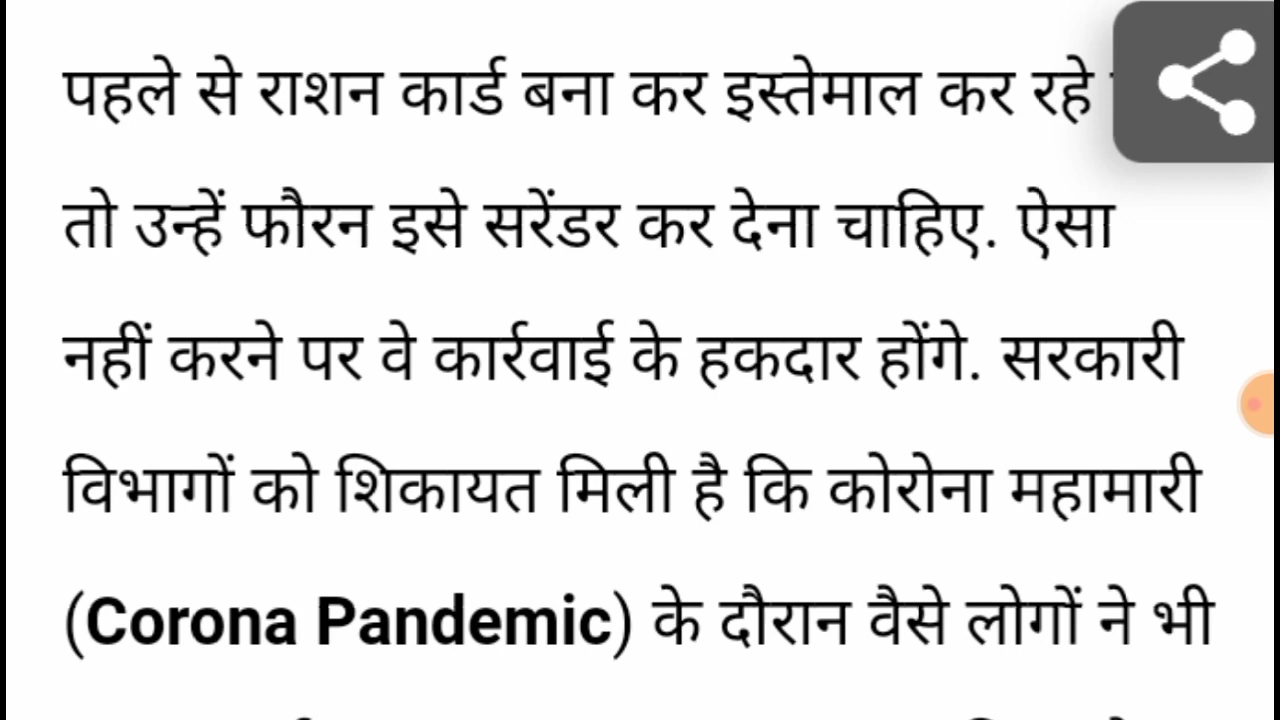 पहले से राशन कार्ड बना कर इस्तेमाल कर रहे
तो उन्हें फौरन इसे सरेंडर कर देना चाहिए. ऐसा
नहीं करने पर वे कार्रवाई के हकदार होंगे. सरकारी
विभागों को शिकायत मिली है कि कोरोना महामारी
(Corona Pandemic) के दौरान वैसे लोगों ने भी